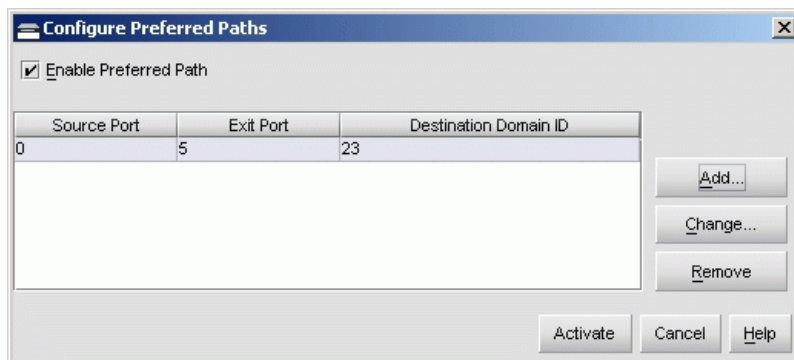 Configure Preferred Paths
Enable Preferred Path
Source Port Exit Port Destination Domain ID
0 5 23
Add...
Change...
Remove
Activate Cancel Help